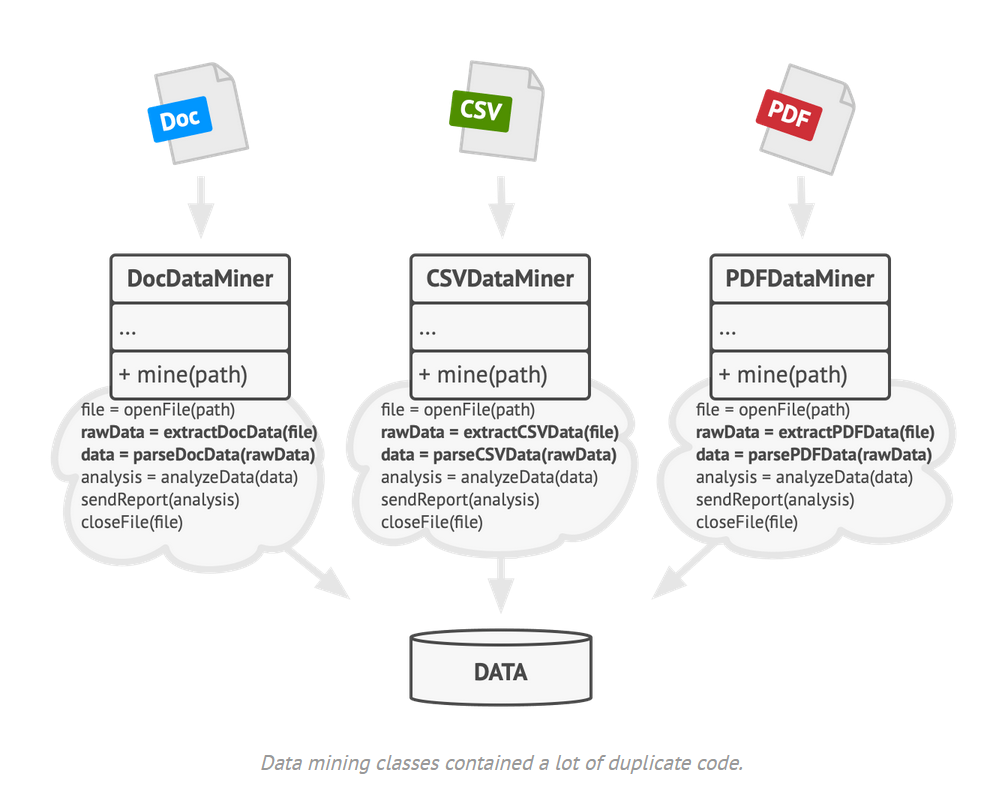 Doc
CSV
PDF
DocDataMiner
...
+ mine(path)
file = openFile(path)
rawData = extractDocData(file)
data = parseDocData(rawData)
analysis = analyzeData(data)
sendReport(analysis)
closeFile(file)
CSVDataMiner
...
+ mine(path)
file = openFile(path)
rawData = extractCSVData(file)
data = parseCSVData(rawData)
analysis = analyzeData(data)
sendReport(analysis)
closeFile(file)
PDFDataMiner
...
+ mine(path)
file = openFile(path)
rawData = extractPDFData(file)
data = parsePDFData(rawData)
analysis = analyzeData(data)
sendReport(analysis)
closeFile(file)
DATA
Data mining classes contained a lot of duplicate code.